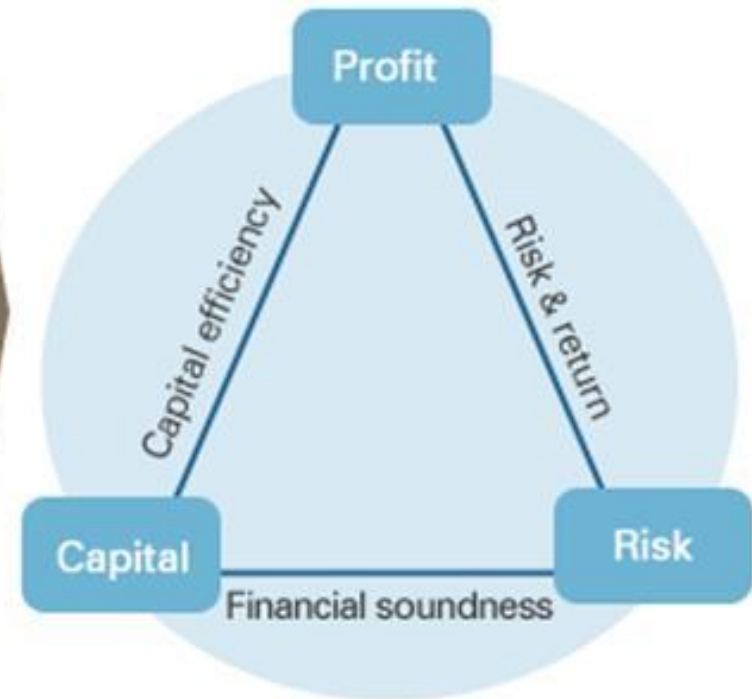 Profit
Capital efficiency
Risk & return
Capital
Risk
Financial soundness